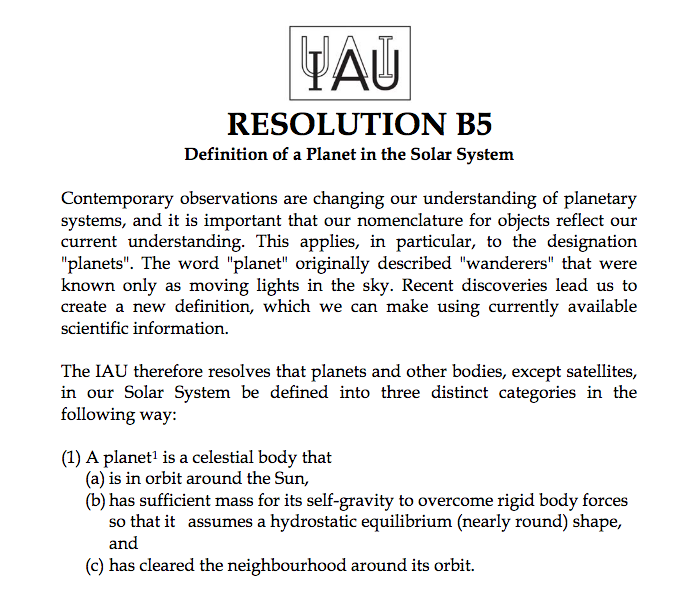 IAU
RESOLUTION B5
Definition of a Planet in the Solar System
Contemporary observations are changing our understanding of planetary
systems, and it is important that our nomenclature for objects reflect our
current understanding. This applies, in particular, to the designation
"planets". The word "planet" originally described "wanderers" that were
known only as moving lights in the sky. Recent discoveries lead us to
create a new definition, which we can make using currently available
scientific information.
The IAU therefore resolves that planets and other bodies, except satellites,
in our Solar System be defined into three distinct categories in the
following way:
(1) A planet¹ is a celestial body that
(a) is in orbit around the Sun,
(b) has sufficient mass for its self-gravity to overcome rigid body forces
so that it assumes a hydrostatic equilibrium (nearly round) shape,
and
(c) has cleared the neighbourhood around its orbit.